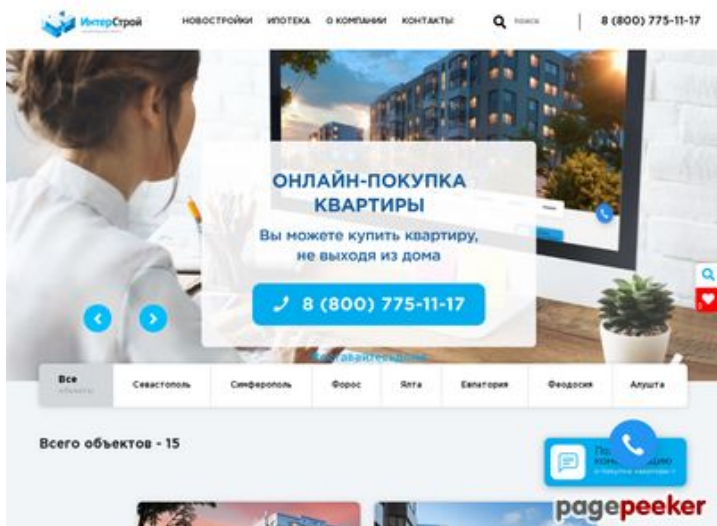 ИнтерСтрой
НОВОСТРОЙКИ ИПОТЕКА О КОМПАНИИ КОНТАКТЫ
поиск
8 (800) 775-11-17
ОНЛАЙН-ПОКУПКА
КВАРТИРЫ
Вы можете купить квартиру,
не выходя из дома
8 (800) 775-11-17
Все
объекты
Севастополь
Симферополь
Форос
Ялта
Евпатория
Феодосия
Алушта
Всего объектов - 15
pagepeeker